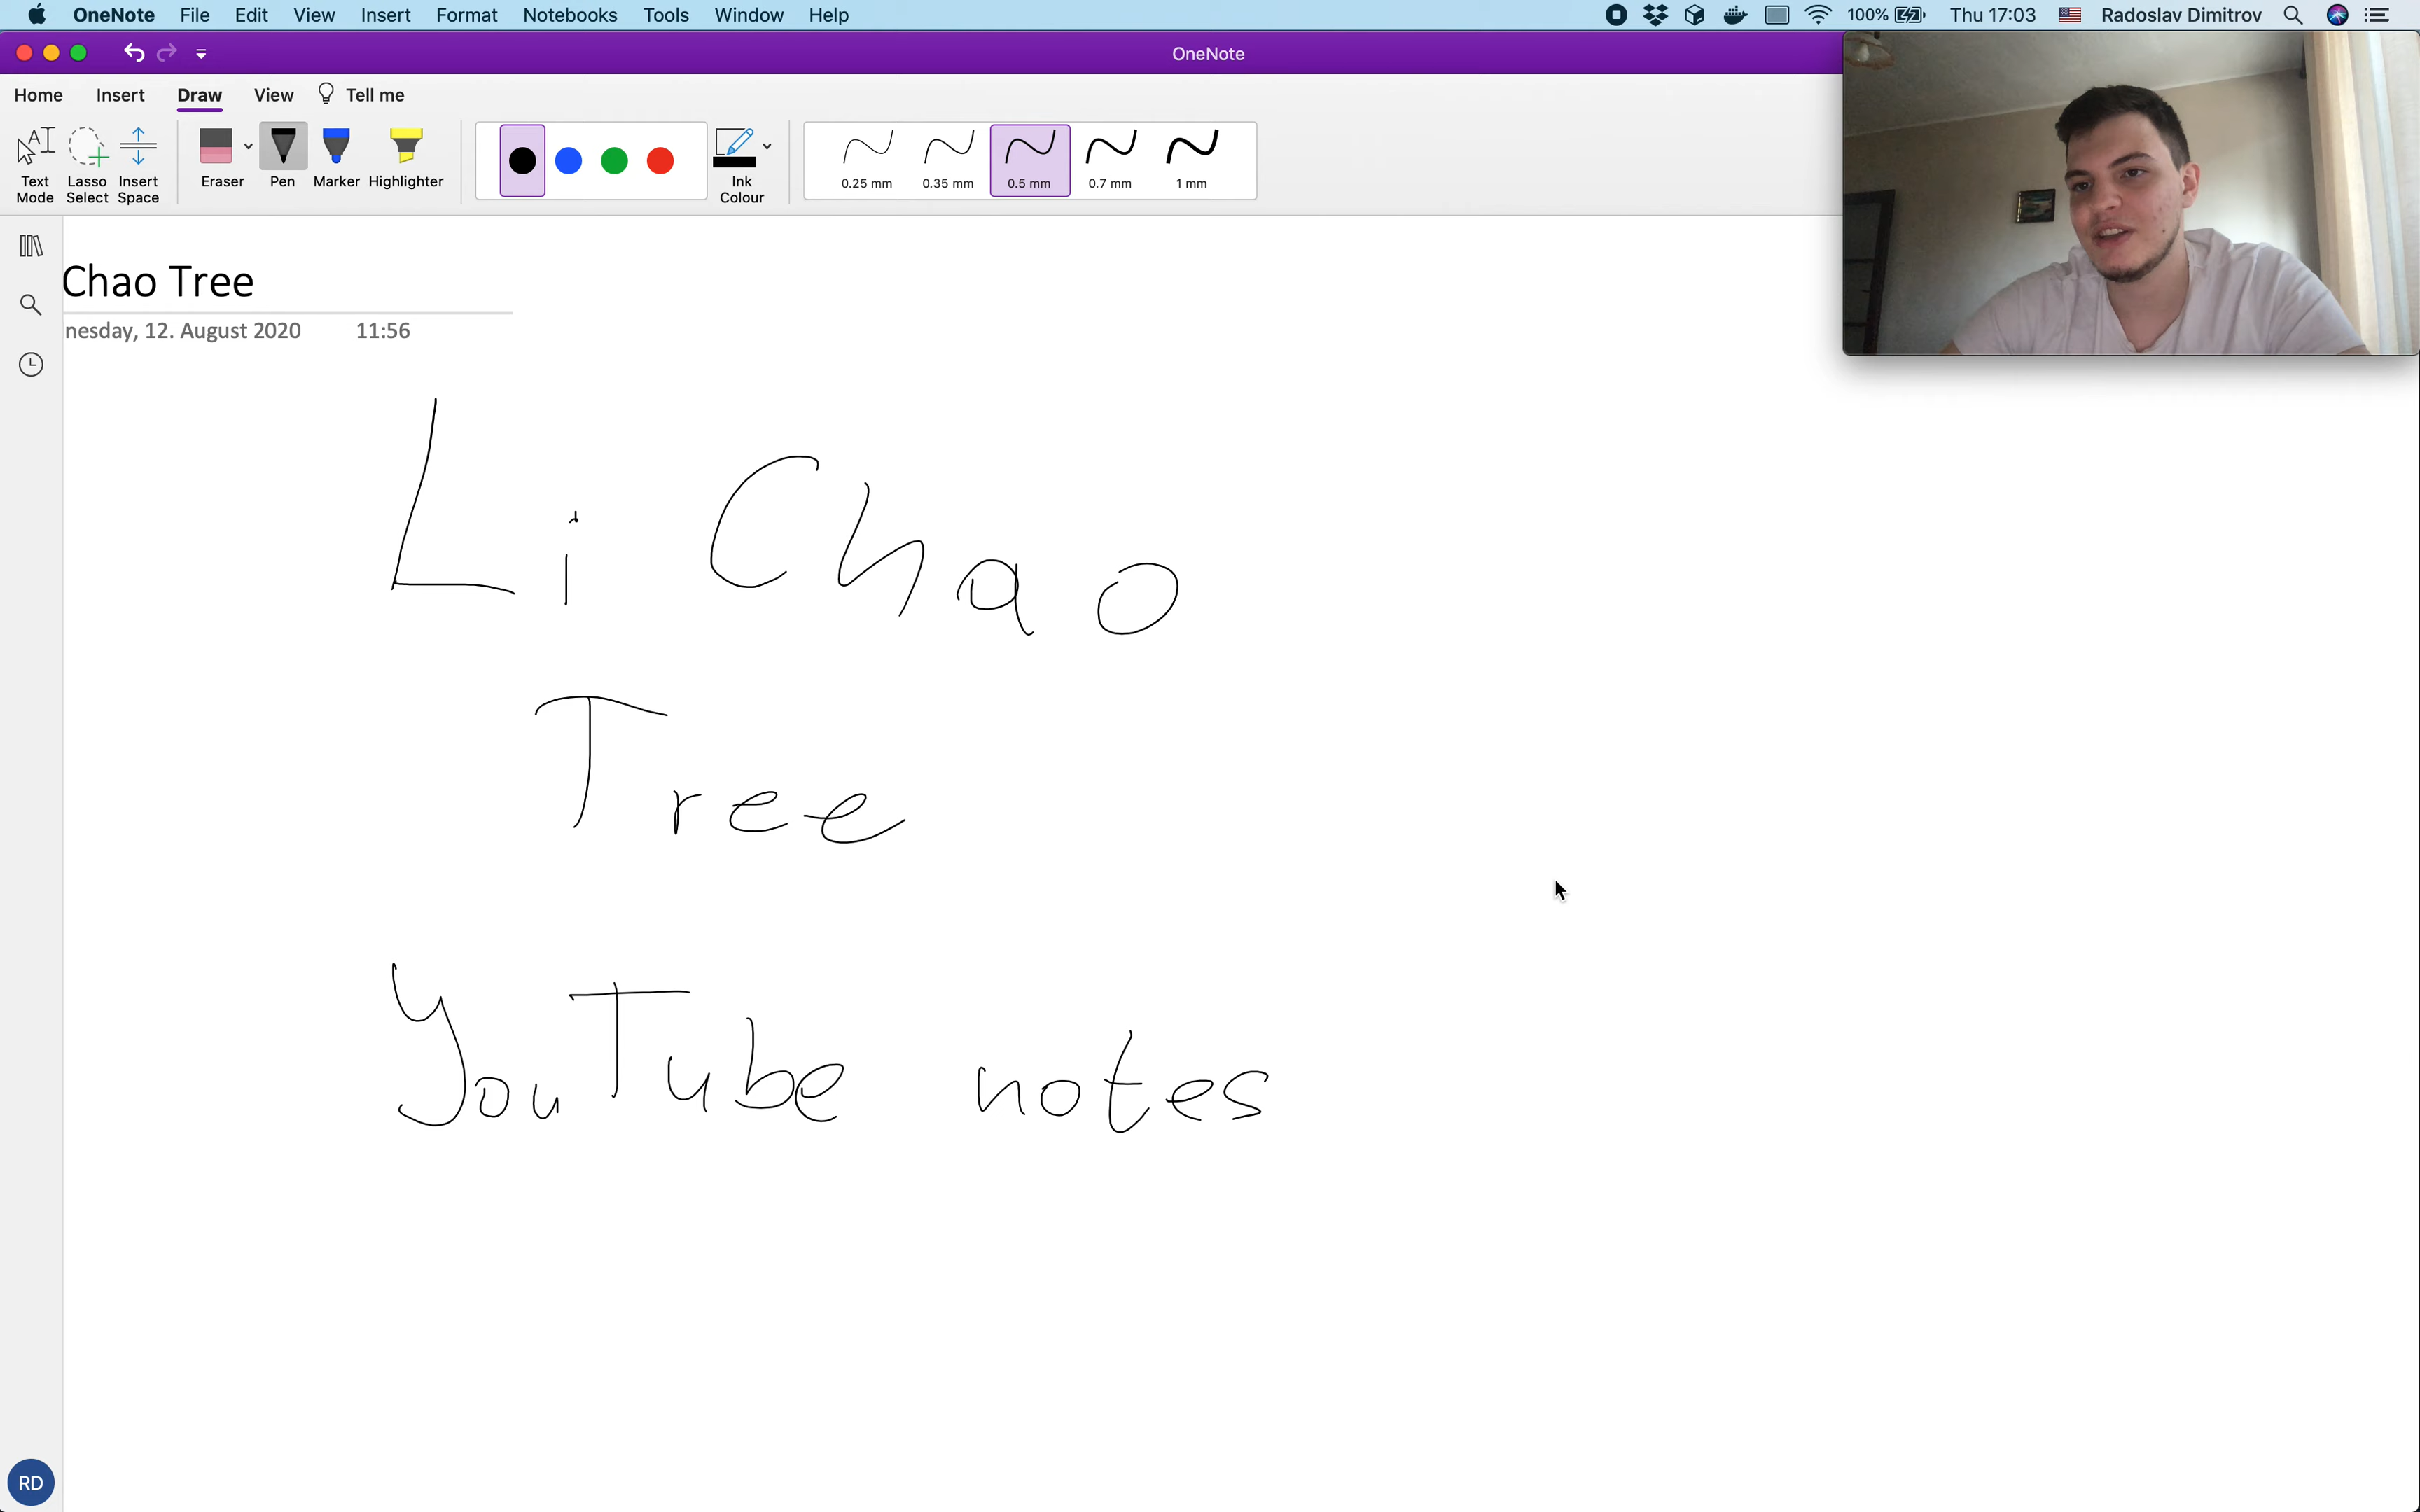 OneNote File Edit View Insert Format Notebooks Tools Window Help 100% Thu 17:03 Radoslav Dimitrov
OneNote
Home Insert Draw View Tell me
Text Mode Lasso Select Insert Space Eraser Pen Marker Highlighter Ink Colour 0.25 mm 0.35 mm 0.5 mm 0.7 mm 1 mm
Chao Tree
nesday, 12. August 2020 11:56
Li Chao
Tree
YouTube notes
RD